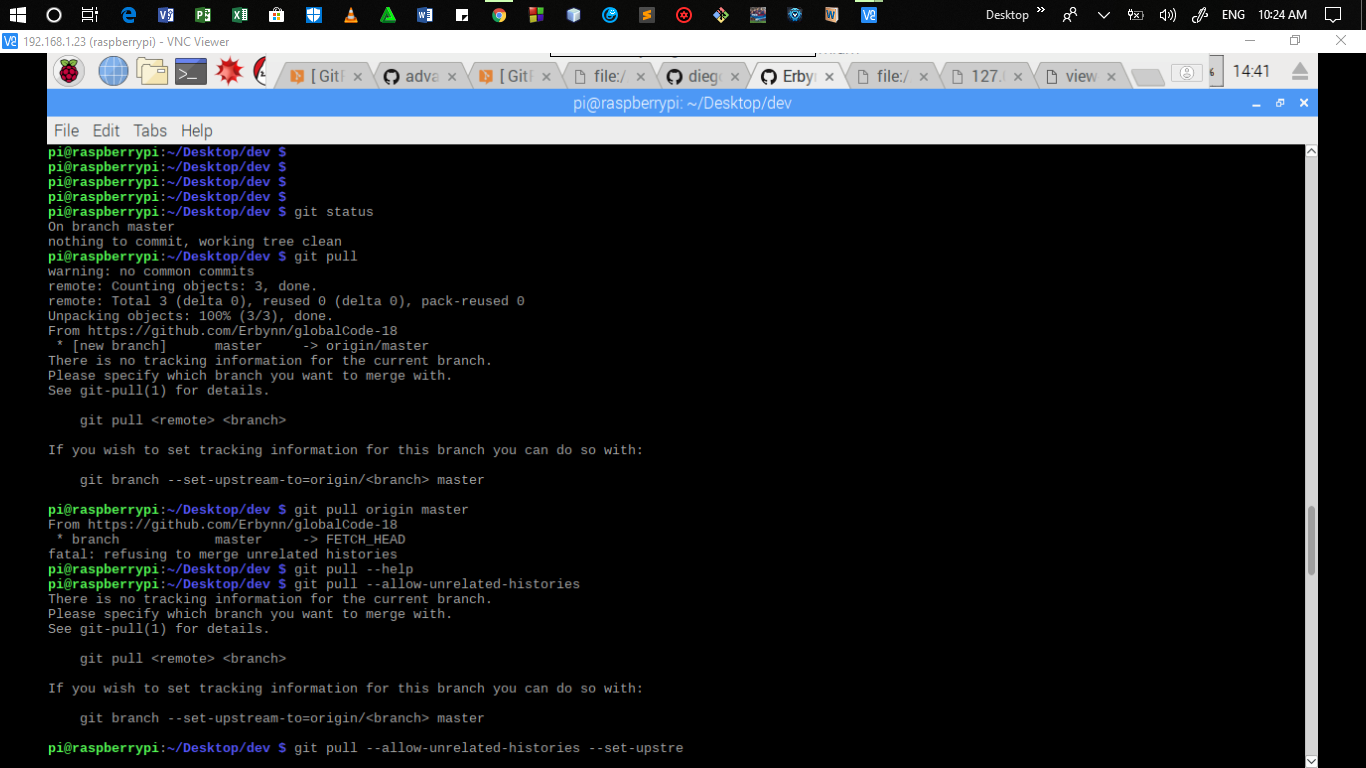 Desktop
ENG
10:24 AM
192.168.1.23 (raspberrypi) - VNC Viewer
[ Git
adva
[ Git
file:/
dieg
Erby
file:/
127.
view
14:41
pi@raspberrypi: ~/Desktop/dev
File Edit Tabs Help
pi@raspberrypi:~/Desktop/dev $
pi@raspberrypi:~/Desktop/dev $
pi@raspberrypi:~/Desktop/dev $
pi@raspberrypi:~/Desktop/dev $
pi@raspberrypi:~/Desktop/dev $ git status
On branch master
nothing to commit, working tree clean
pi@raspberrypi:~/Desktop/dev $ git pull
warning: no common commits
remote: Counting objects: 3, done.
remote: Total 3 (delta 0), reused 0 (delta 0), pack-reused 0
Unpacking objects: 100% (3/3), done.
From https://github.com/Erbynn/globalCode-18
 * [new branch]      master     -> origin/master
There is no tracking information for the current branch.
Please specify which branch you want to merge with.
See git-pull(1) for details.
    git pull <remote> <branch>
If you wish to set tracking information for this branch you can do so with:
    git branch --set-upstream-to=origin/<branch> master
pi@raspberrypi:~/Desktop/dev $ git pull origin master
From https://github.com/Erbynn/globalCode-18
 * branch            master     -> FETCH_HEAD
fatal: refusing to merge unrelated histories
pi@raspberrypi:~/Desktop/dev $ git pull --help
pi@raspberrypi:~/Desktop/dev $ git pull --allow-unrelated-histories
There is no tracking information for the current branch.
Please specify which branch you want to merge with.
See git-pull(1) for details.
    git pull <remote> <branch>
If you wish to set tracking information for this branch you can do so with:
    git branch --set-upstream-to=origin/<branch> master
pi@raspberrypi:~/Desktop/dev $ git pull --allow-unrelated-histories --set-upstre